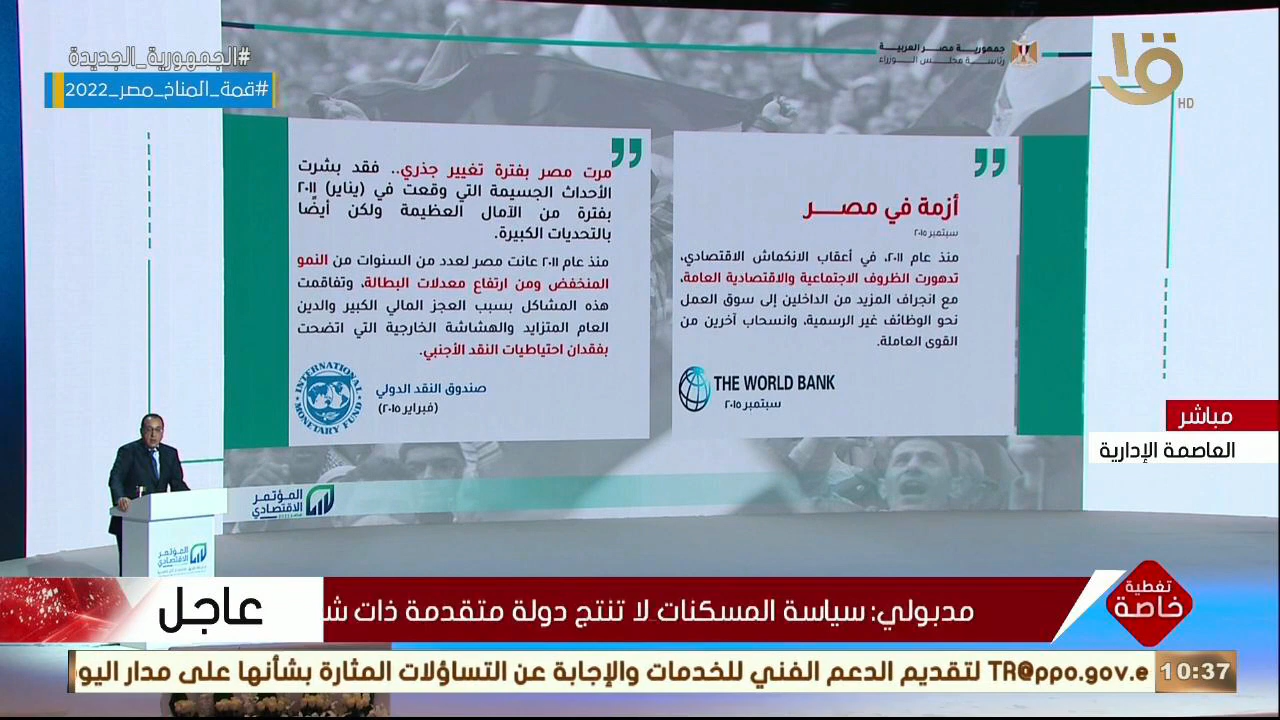 #الجمهورية_الجديدة
#قمة_المناخ_مصر_2022
جمهورية مصر العربية
رئاسة مجلس الوزراء
HD
أزمة في مصر
سبتمبر ٢٠١٥
منذ عام ٢٠١١، في أعقاب الانكماش الاقتصادي،
تدهورت الظروف الاجتماعية والاقتصادية العامة،
مع انجراف المزيد من الداخلين إلى سوق العمل
نحو الوظائف غير الرسمية، وانسحاب آخرين من
القوى العاملة.
THE WORLD BANK
سبتمبر ٢٠١٥
مرت مصر بفترة تغيير جذري.. فقد بشرت
الأحداث الجسيمة التي وقعت في (يناير) ٢٠١١
بفترة من الآمال العظيمة ولكن أيضًا
بالتحديات الكبيرة.
منذ عام ٢٠١١ عانت مصر لعدد من السنوات من النمو
المنخفض ومن ارتفاع معدلات البطالة، وتفاقمت
هذه المشاكل بسبب العجز المالي الكبير والدين
العام المتزايد والهشاشة الخارجية التي اتضحت
بفقدان احتياطيات النقد الأجنبي.
INTERNATIONAL MONETARY FUND
صندوق النقد الدولي
(فبراير ٢٠١٥)
مباشر
العاصمة الإدارية
المؤتمر
الاقتصادي
المؤتمر
الاقتصادي
تغطية
خاصة
عاجل
مدبولي: سياسة المسكنات لا تنتج دولة متقدمة ذات ش
10:37
TR@ppo.gov.e لتقديم الدعم الفني للخدمات والإجابة عن التساؤلات المثارة بشأنها على مدار اليو